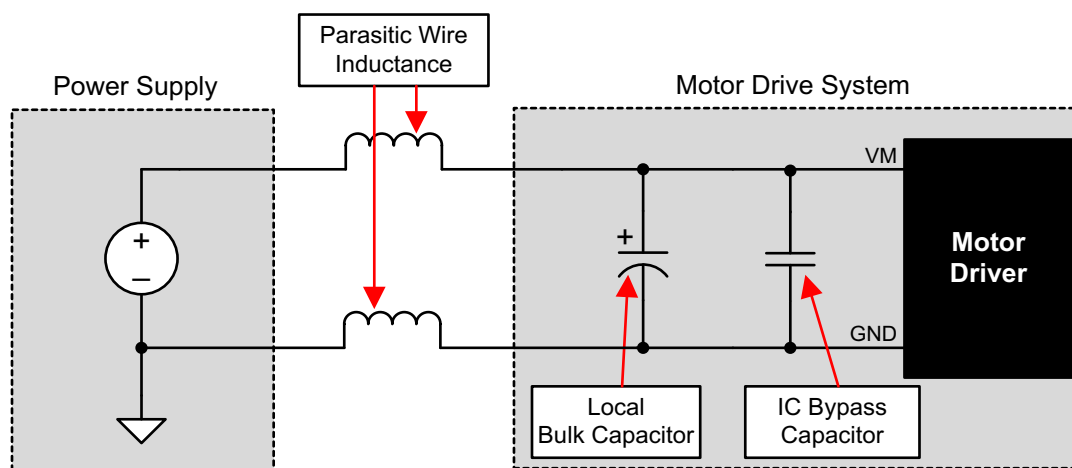 Parasitic Wire
Inductance
Power Supply
Motor Drive System
VM
+
–
+
Motor
Driver
GND
Local
Bulk Capacitor
IC Bypass
Capacitor